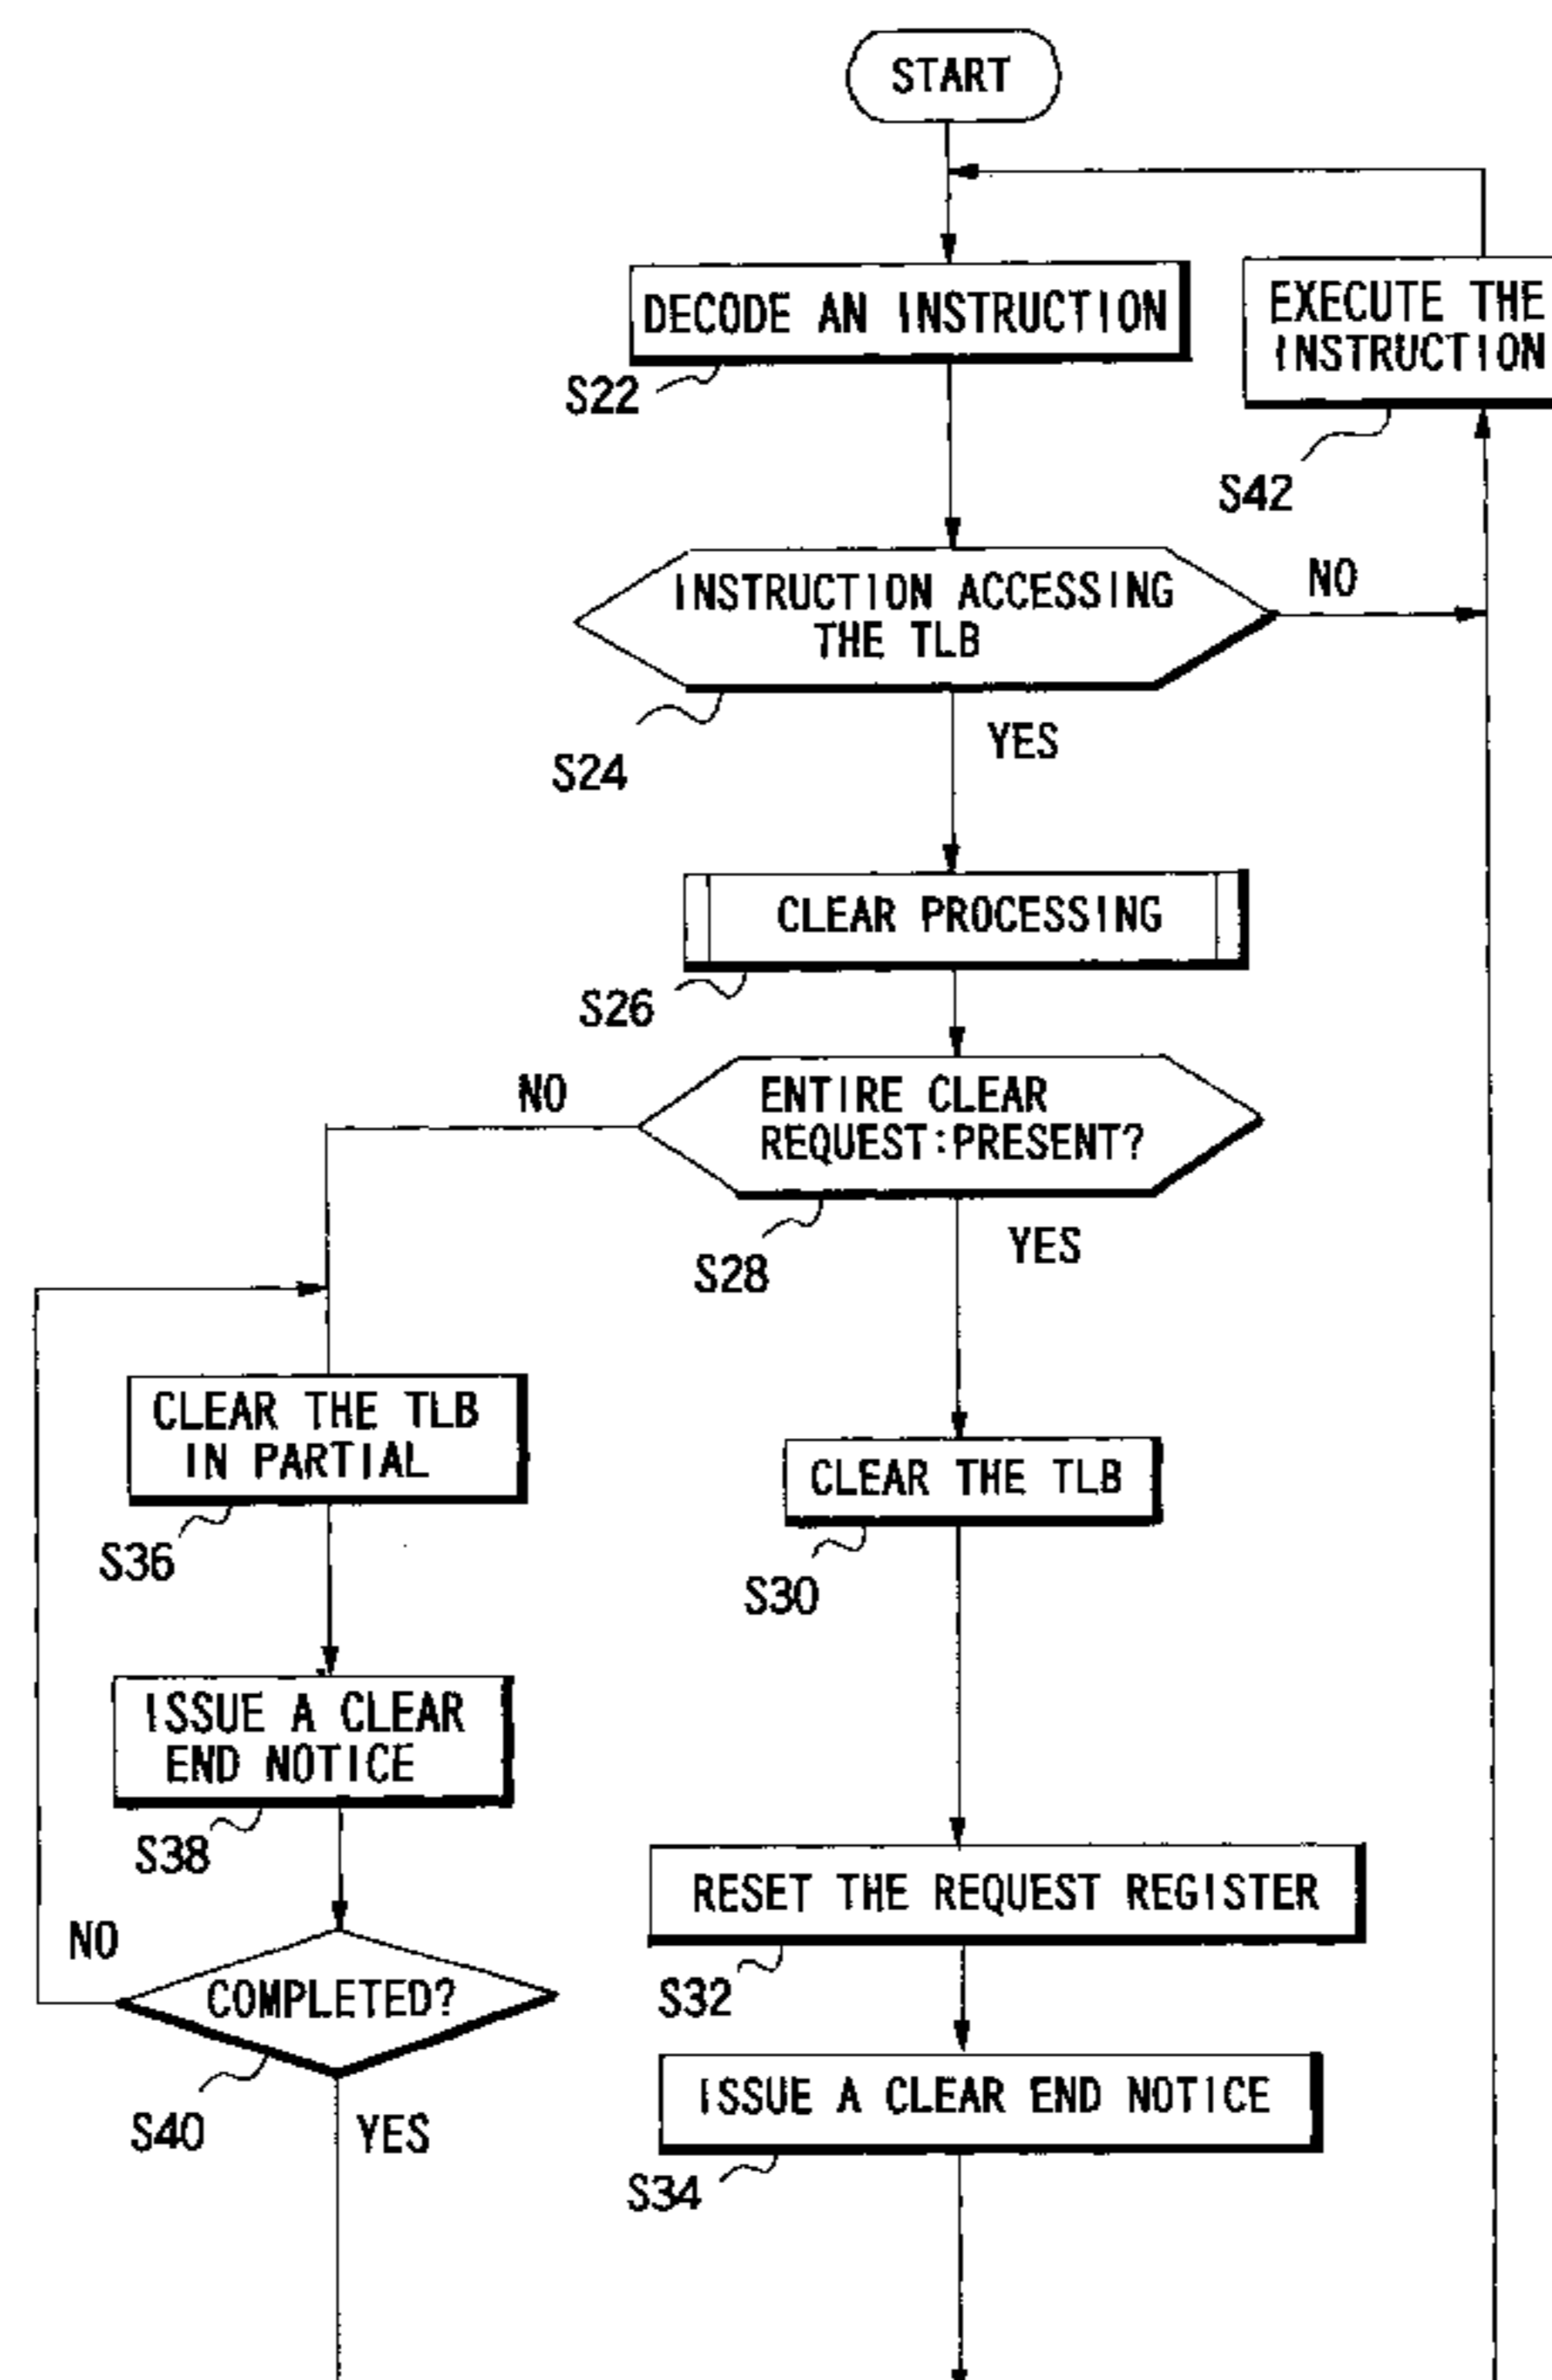 START
DECODE AN INSTRUCTION
S22
EXECUTE THE
INSTRUCTION
S42
INSTRUCTION ACCESSING
THE TLB
NO
S24
YES
CLEAR PROCESSING
S26
ENTIRE CLEAR
REQUEST:PRESENT?
NO
S28
YES
CLEAR THE TLB
IN PARTIAL
S36
CLEAR THE TLB
S30
ISSUE A CLEAR
END NOTICE
S38
RESET THE REQUEST REGISTER
S32
NO
COMPLETED?
S40
YES
ISSUE A CLEAR END NOTICE
S34